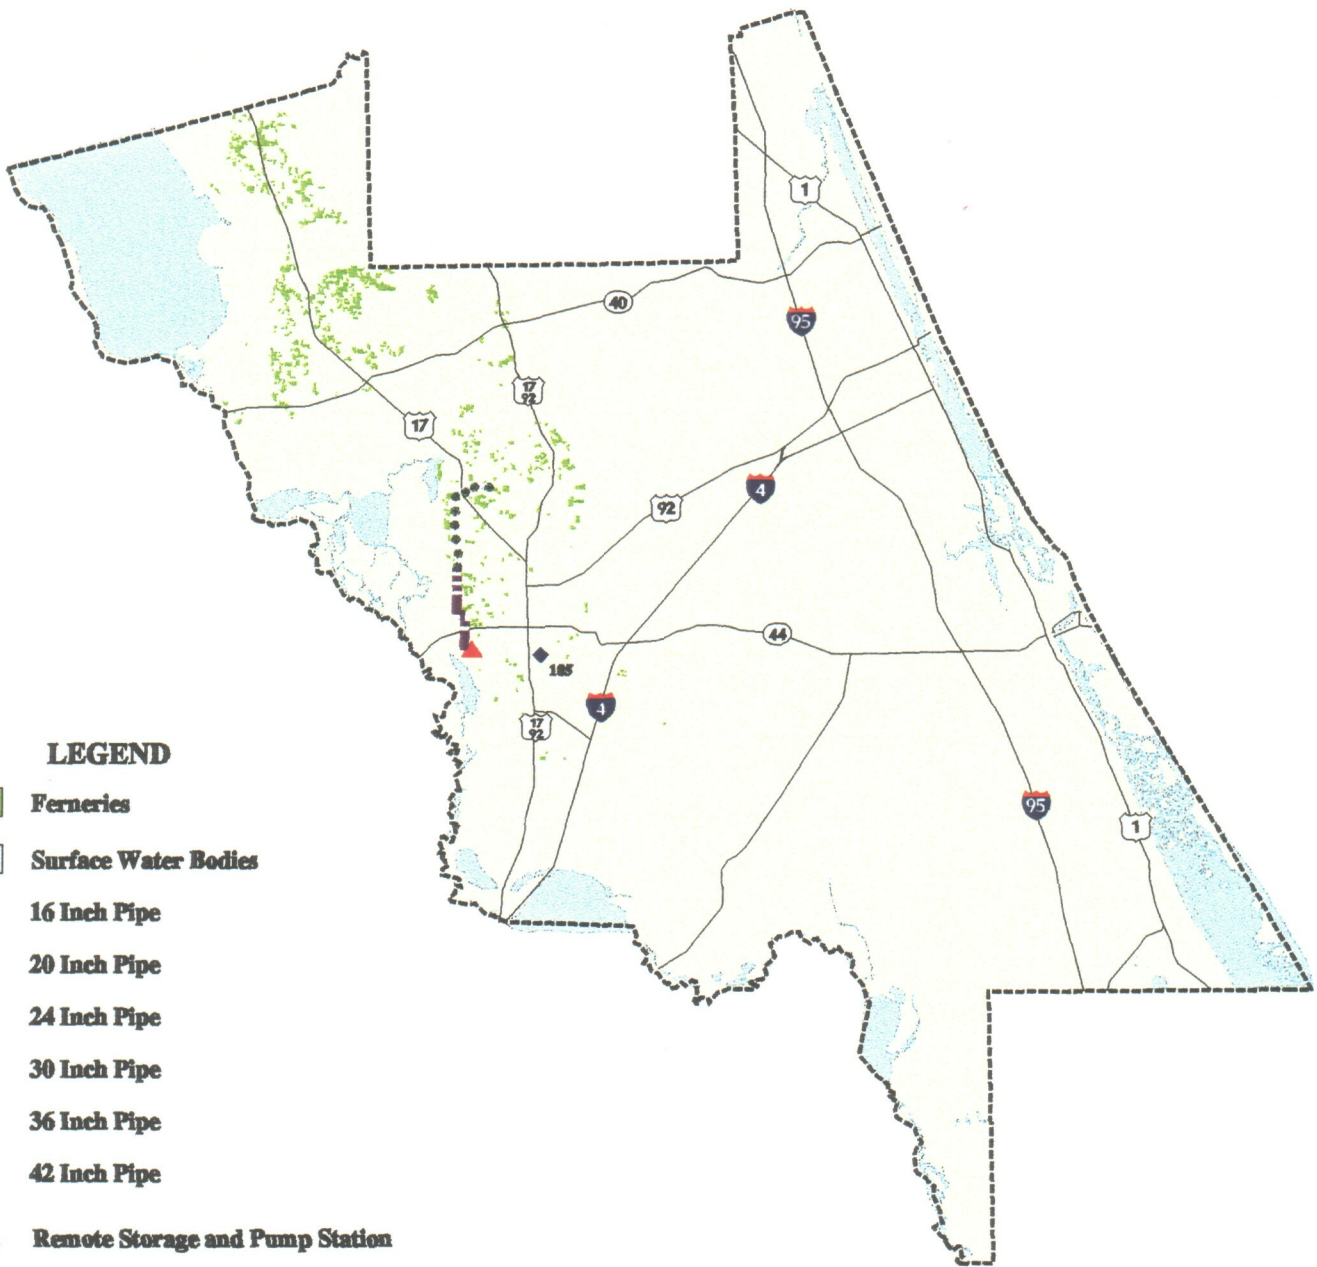 1
40
95
17
92
17
92
4
44
185
4
17
92
LEGEND
95
Ferneries
1
Surface Water Bodies
16 Inch Pipe
20 Inch Pipe
24 Inch Pipe
30 Inch Pipe
36 Inch Pipe
42 Inch Pipe
Remote Storage and Pump Station